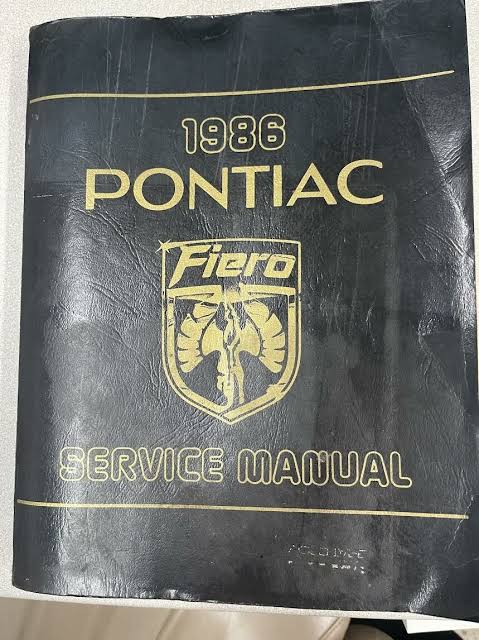 1986
PONTIAC
Fiero
SERVICE MANUAL